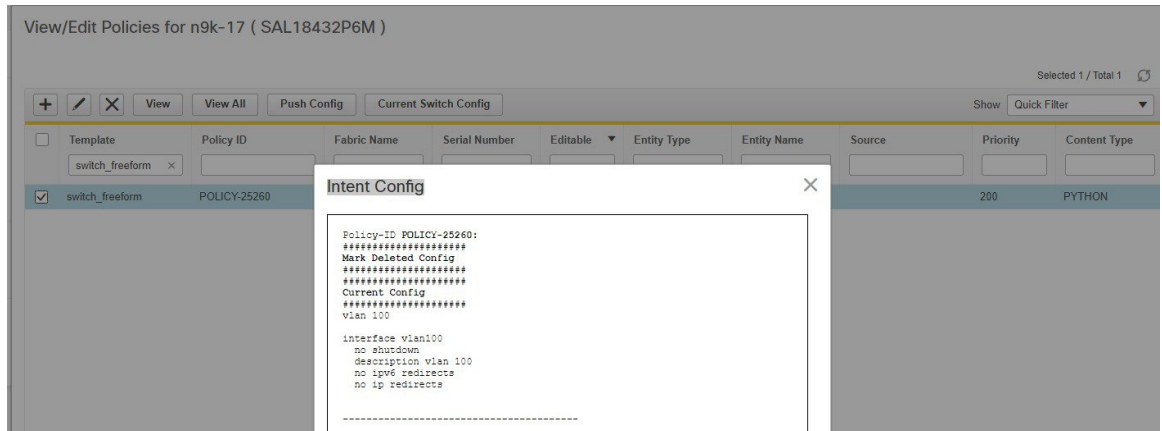 View/Edit Policies for n9k-17 ( SAL18432P6M )
Selected 1 / Total 1
View View All Push Config Current Switch Config Show Quick Filter
Template Policy ID Fabric Name Serial Number Editable Entity Type Entity Name Source Priority Content Type
switch_freeform ×
switch_freeform POLICY-25260 200 PYTHON
Intent Config
Policy-ID POLICY-25260:
#####################
Mark Deleted Config
#####################
#####################
Current Config
#####################
vlan 100
interface vlan100
no shutdown
description vlan 100
no ipv6 redirects
no ip redirects
----------------------------------------